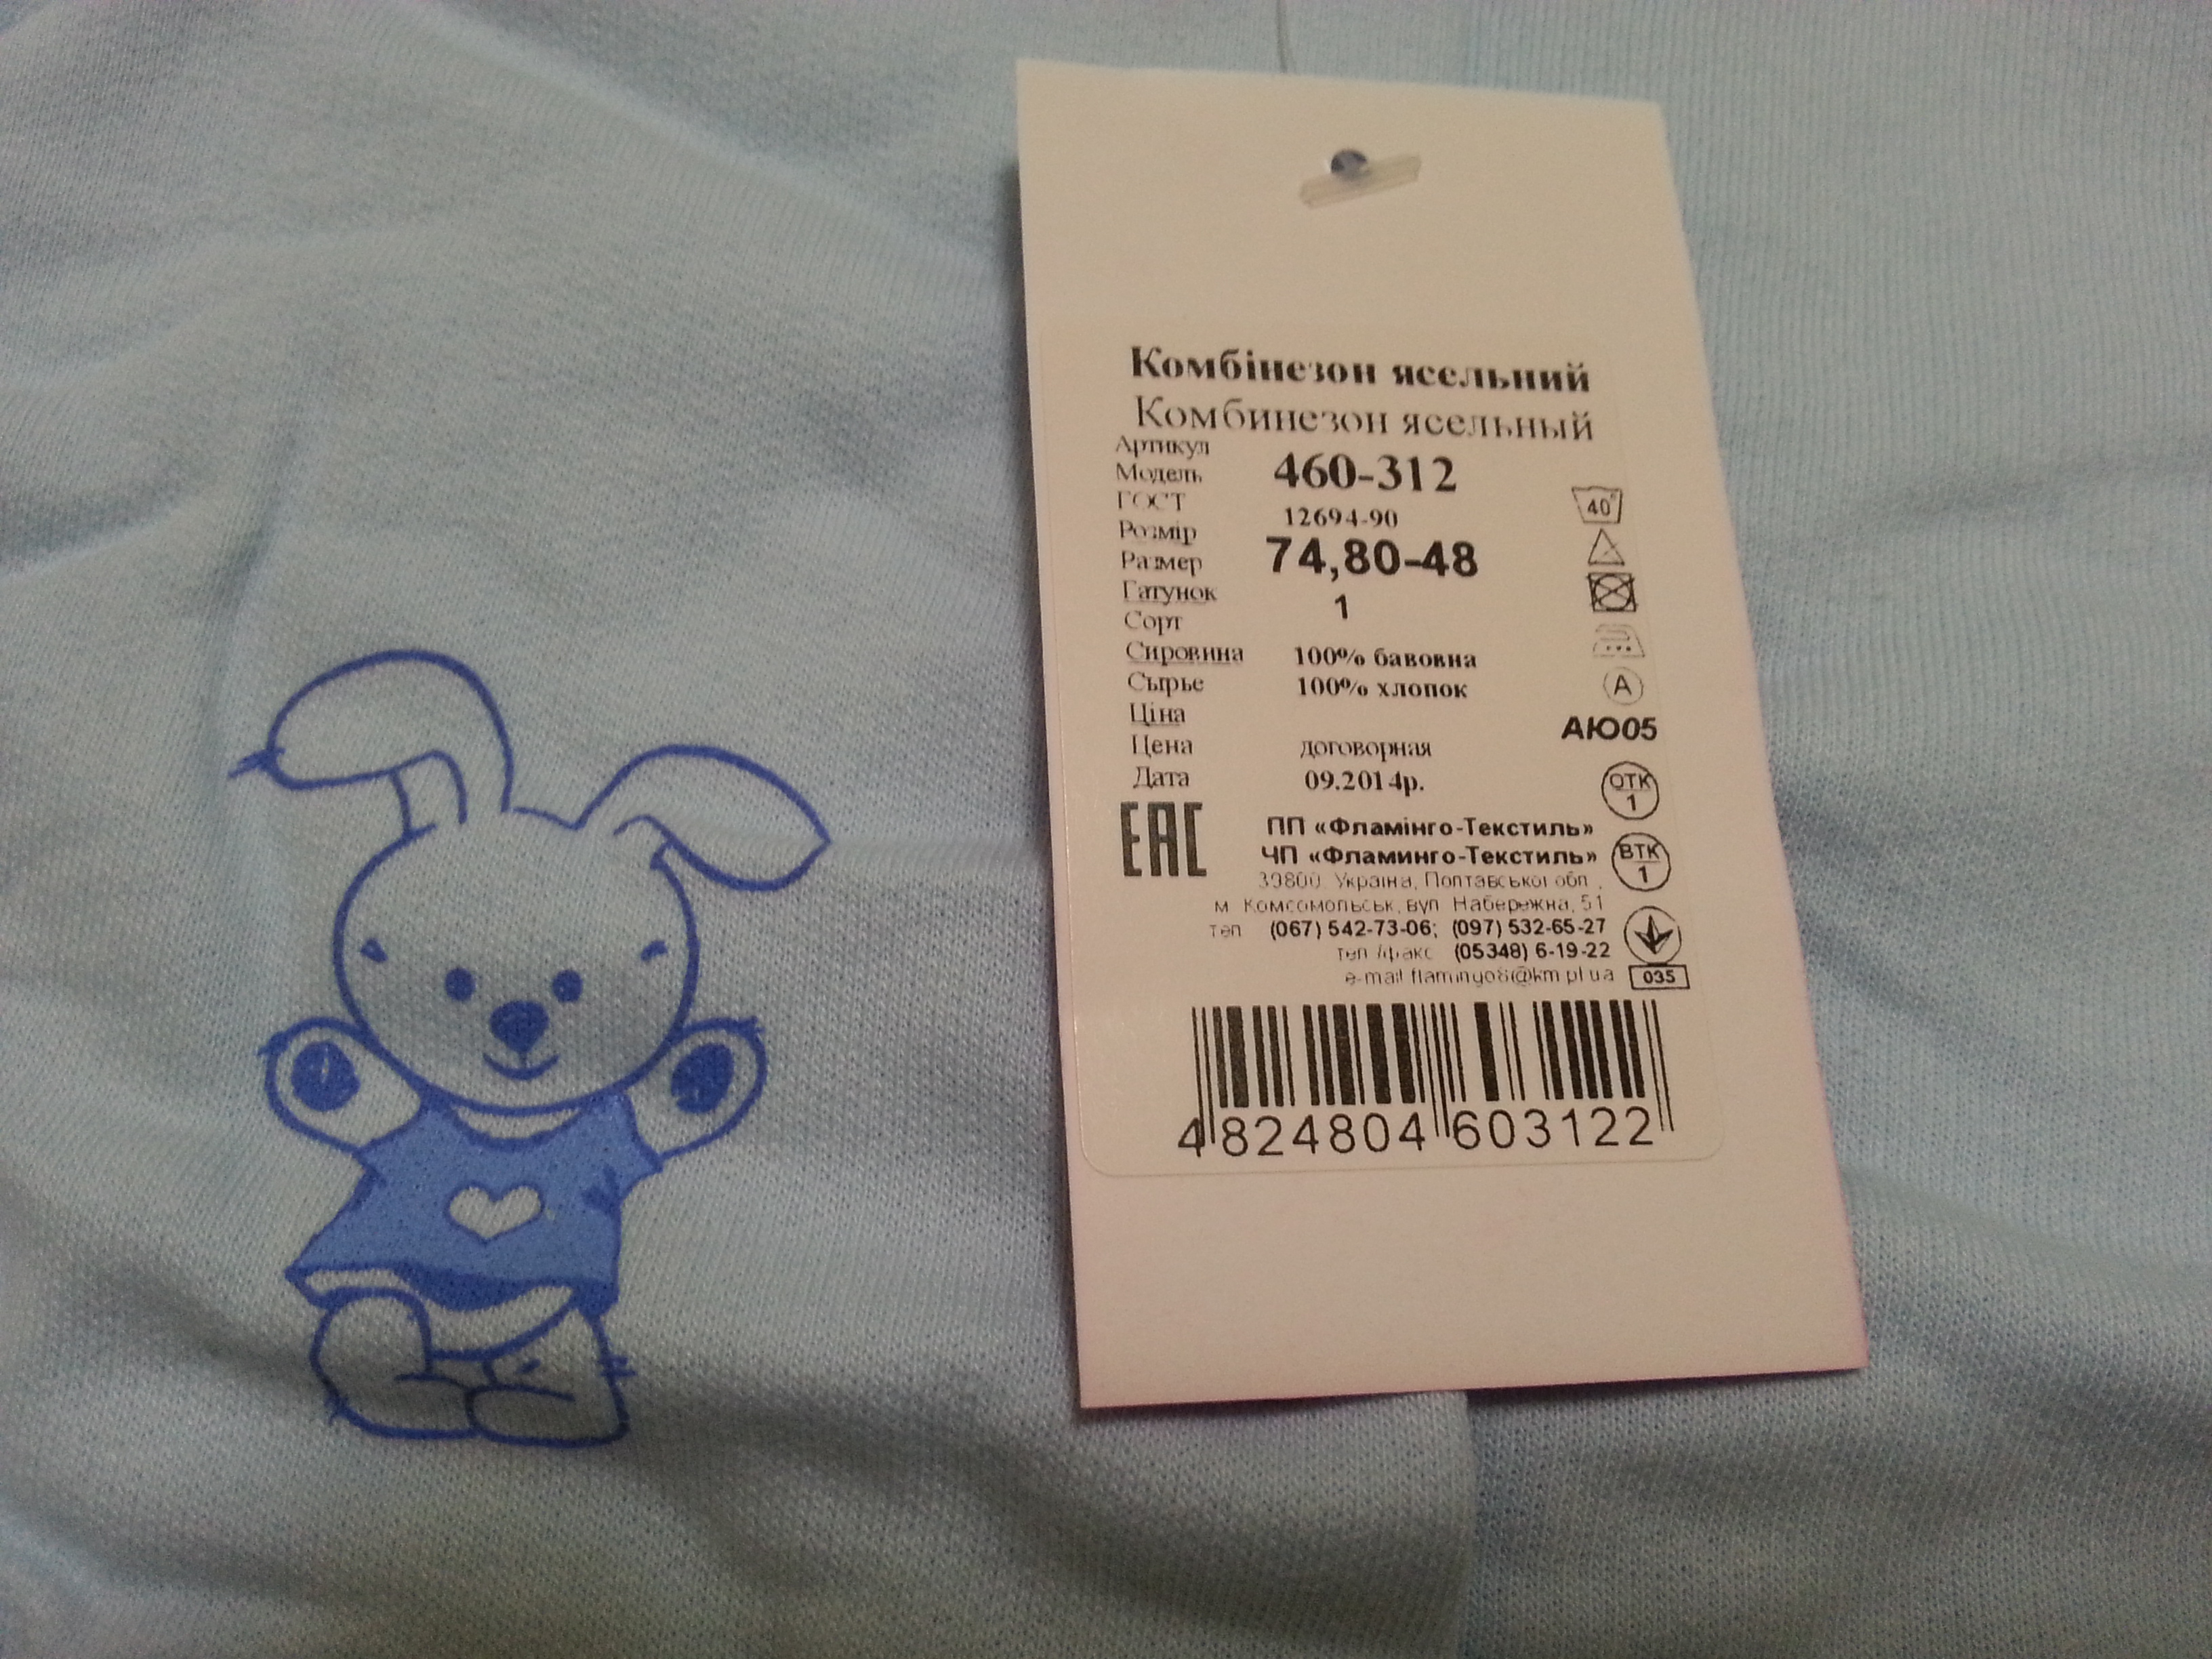 Комбінезон ясельний
Комбинезон ясельный
Артикул
Модель 460-312
ГОСТ 12694-90
Розмір
Размер 74,80-48
Гатунок 1
Сорт
Сировина 100% бавовна
Сырье 100% хлопок
Ціна
Цена договорная
Дата 09.2014р.
40°
A
АЮ05
ОТК
1
EAC
ПП «Фламінго-Текстиль»
ЧП «Фламинго-Текстиль»
ВТК
1
39800, Україна, Полтавської обл.,
м. Комсомольськ, вул. Набережна, 51
тел. (067) 542-73-06; (097) 532-65-27
тел./факс (05348) 6-19-22
e-mail
035
4 824804 603122